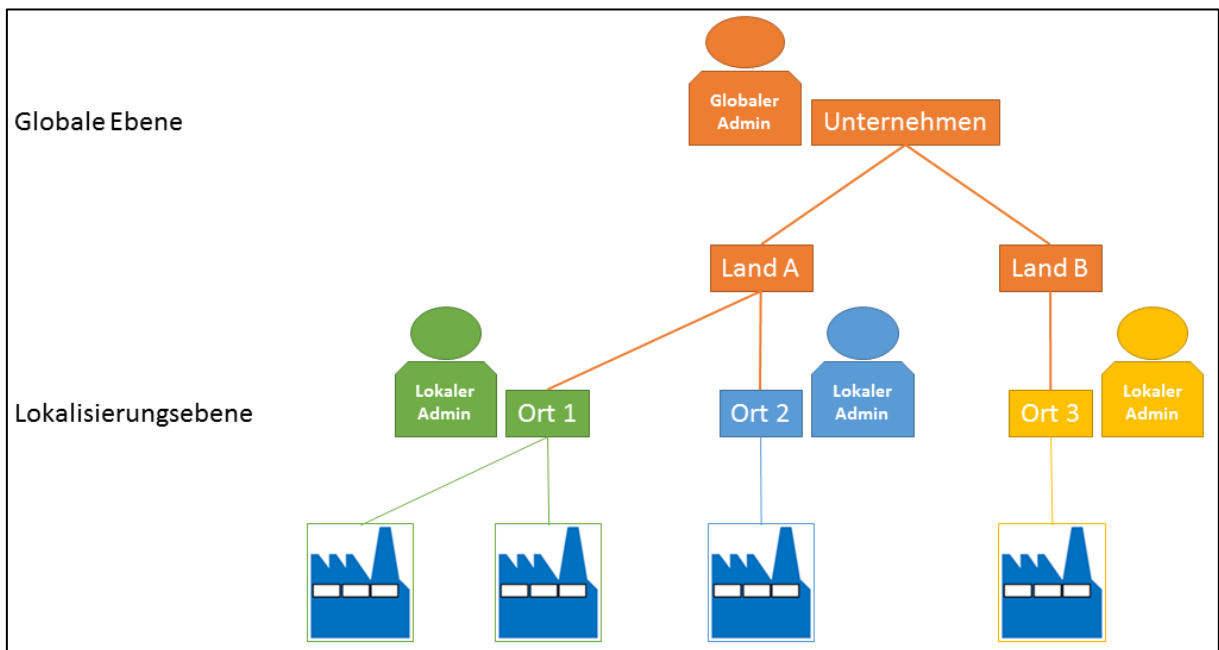 Globale Ebene
Globaler
Admin
Unternehmen
Land A
Land B
Lokalisierungsebene
Lokaler
Admin
Ort 1
Ort 2
Lokaler
Admin
Ort 3
Lokaler
Admin